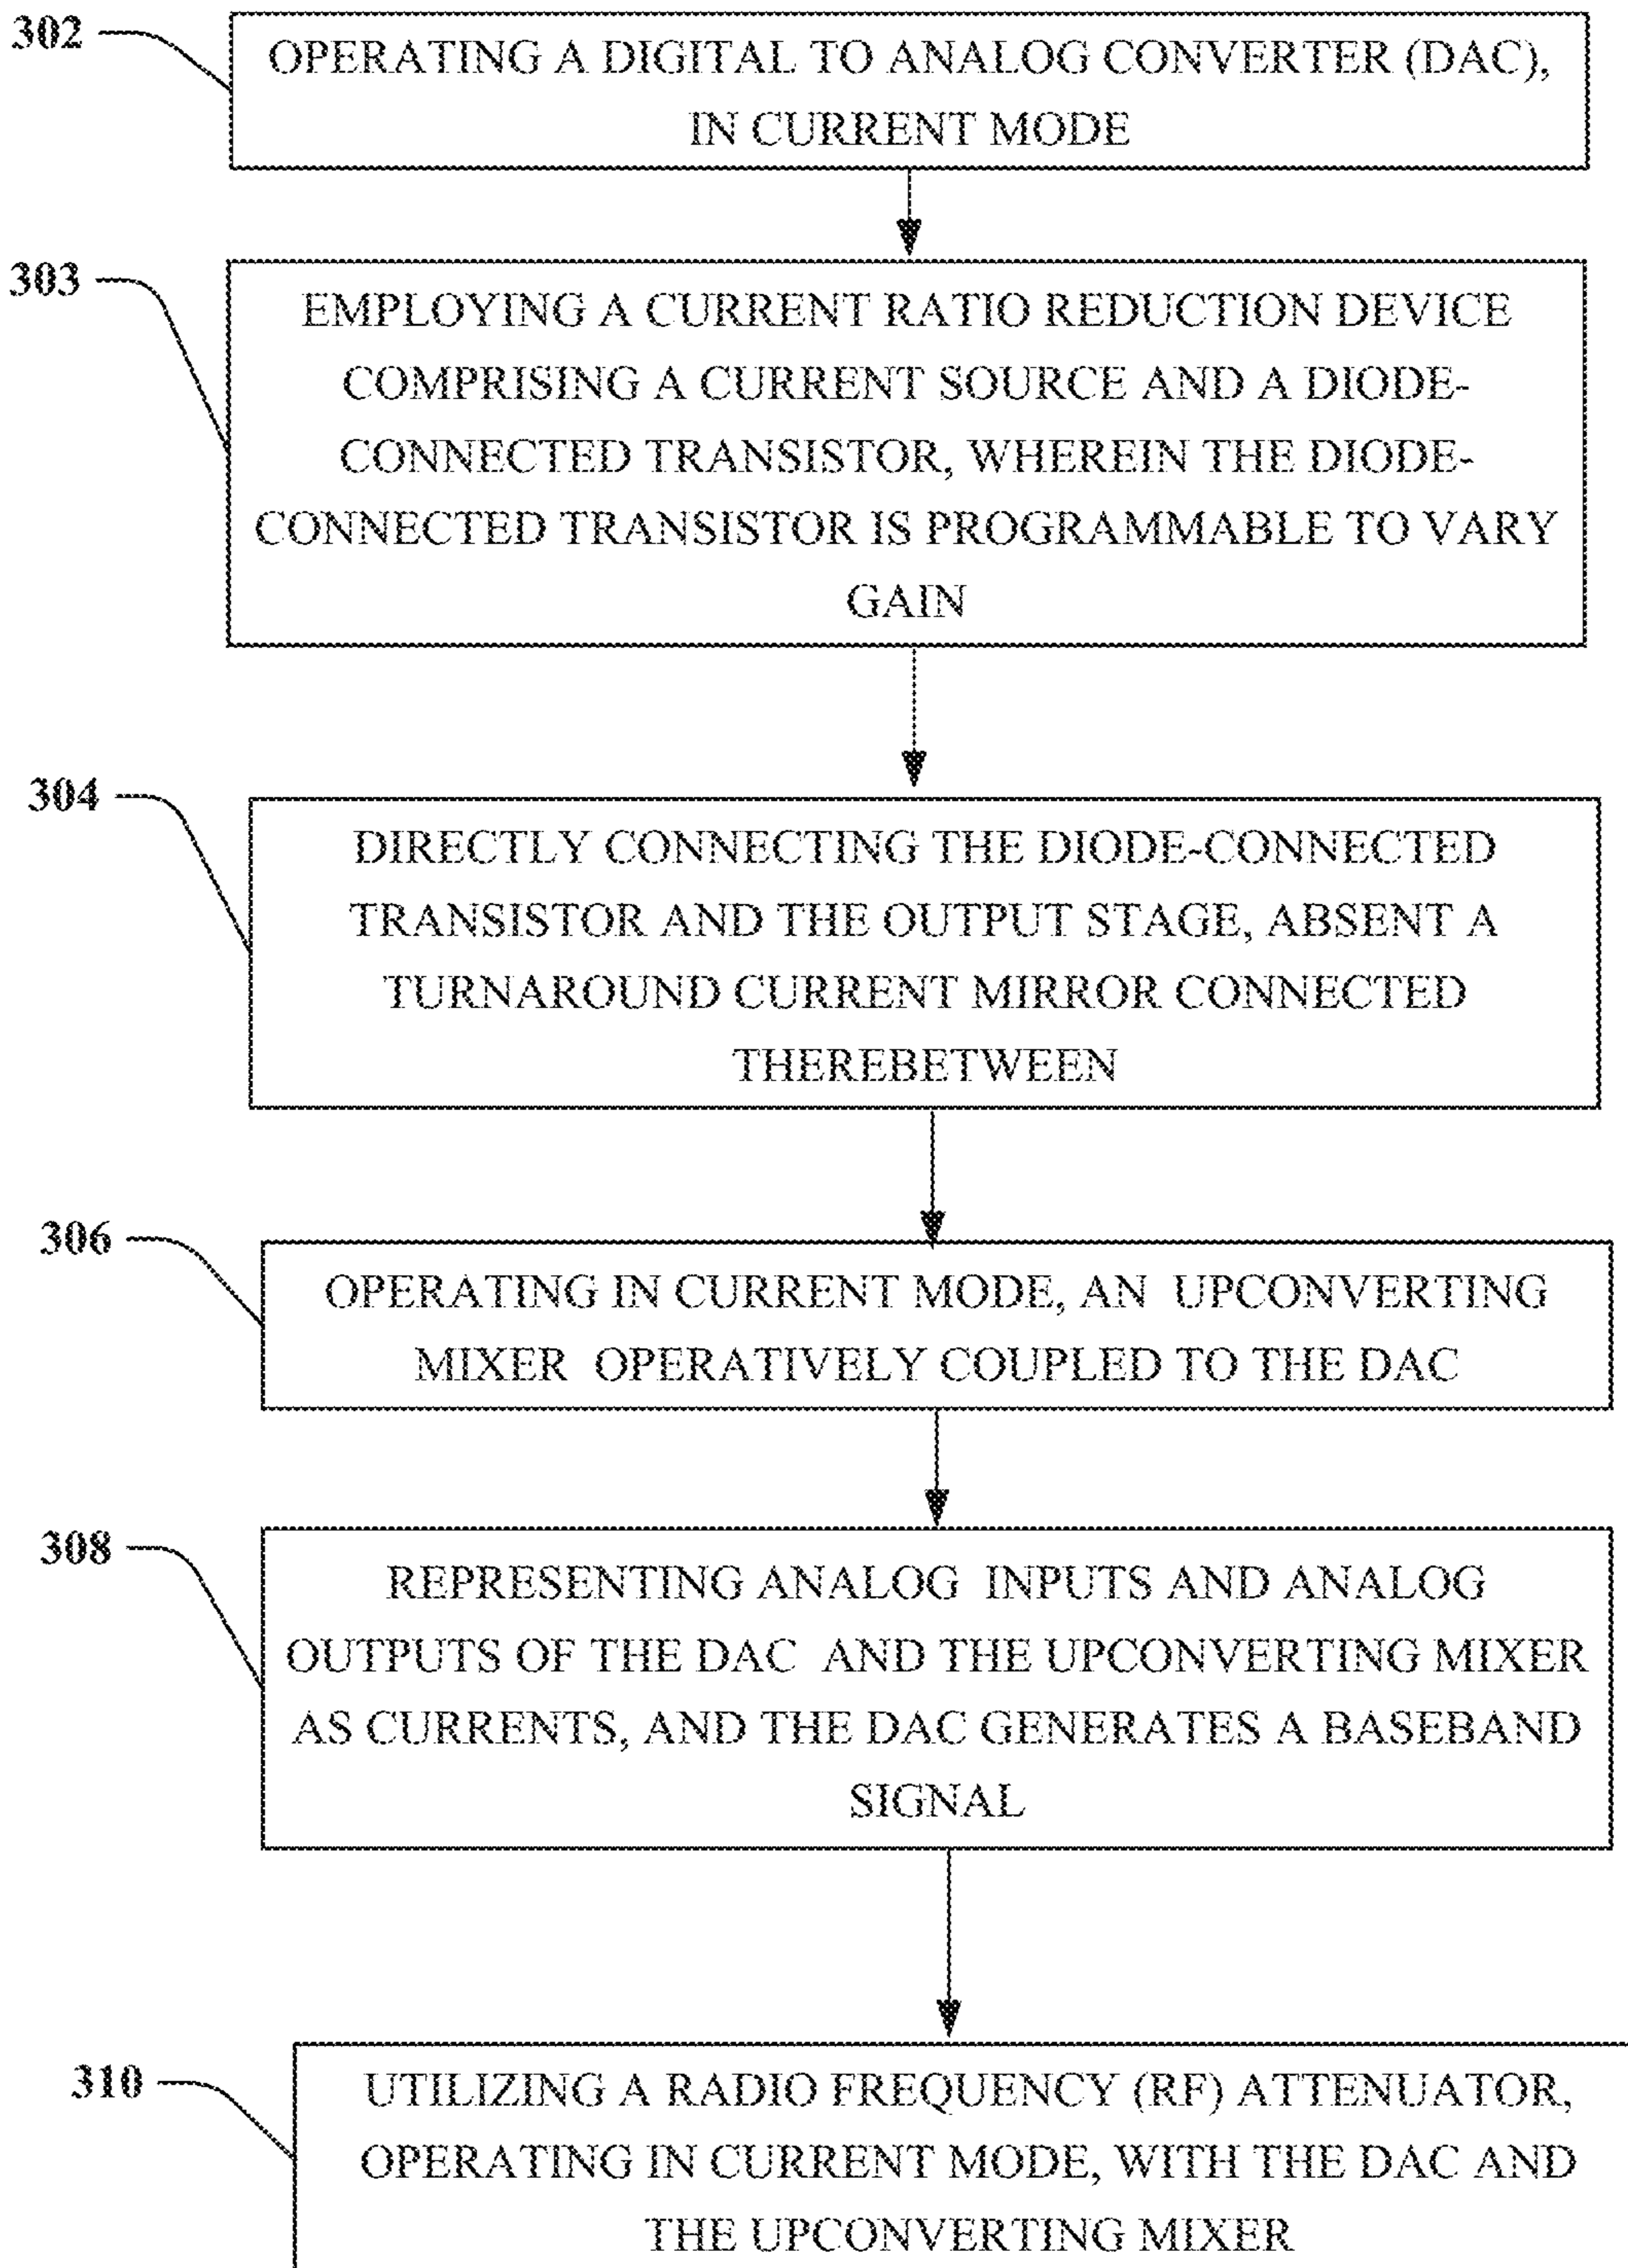 302
OPERATING A DIGITAL TO ANALOG CONVERTER (DAC),
IN CURRENT MODE
303
EMPLOYING A CURRENT RATIO REDUCTION DEVICE
COMPRISING A CURRENT SOURCE AND A DIODE-
CONNECTED TRANSISTOR, WHEREIN THE DIODE-
CONNECTED TRANSISTOR IS PROGRAMMABLE TO VARY
GAIN
304
DIRECTLY CONNECTING THE DIODE-CONNECTED
TRANSISTOR AND THE OUTPUT STAGE, ABSENT A
TURNAROUND CURRENT MIRROR CONNECTED
THEREBETWEEN
306
OPERATING IN CURRENT MODE, AN UPCONVERTING
MIXER OPERATIVELY COUPLED TO THE DAC
308
REPRESENTING ANALOG INPUTS AND ANALOG
OUTPUTS OF THE DAC AND THE UPCONVERTING MIXER
AS CURRENTS, AND THE DAC GENERATES A BASEBAND
SIGNAL
310
UTILIZING A RADIO FREQUENCY (RF) ATTENUATOR,
OPERATING IN CURRENT MODE, WITH THE DAC AND
THE UPCONVERTING MIXER